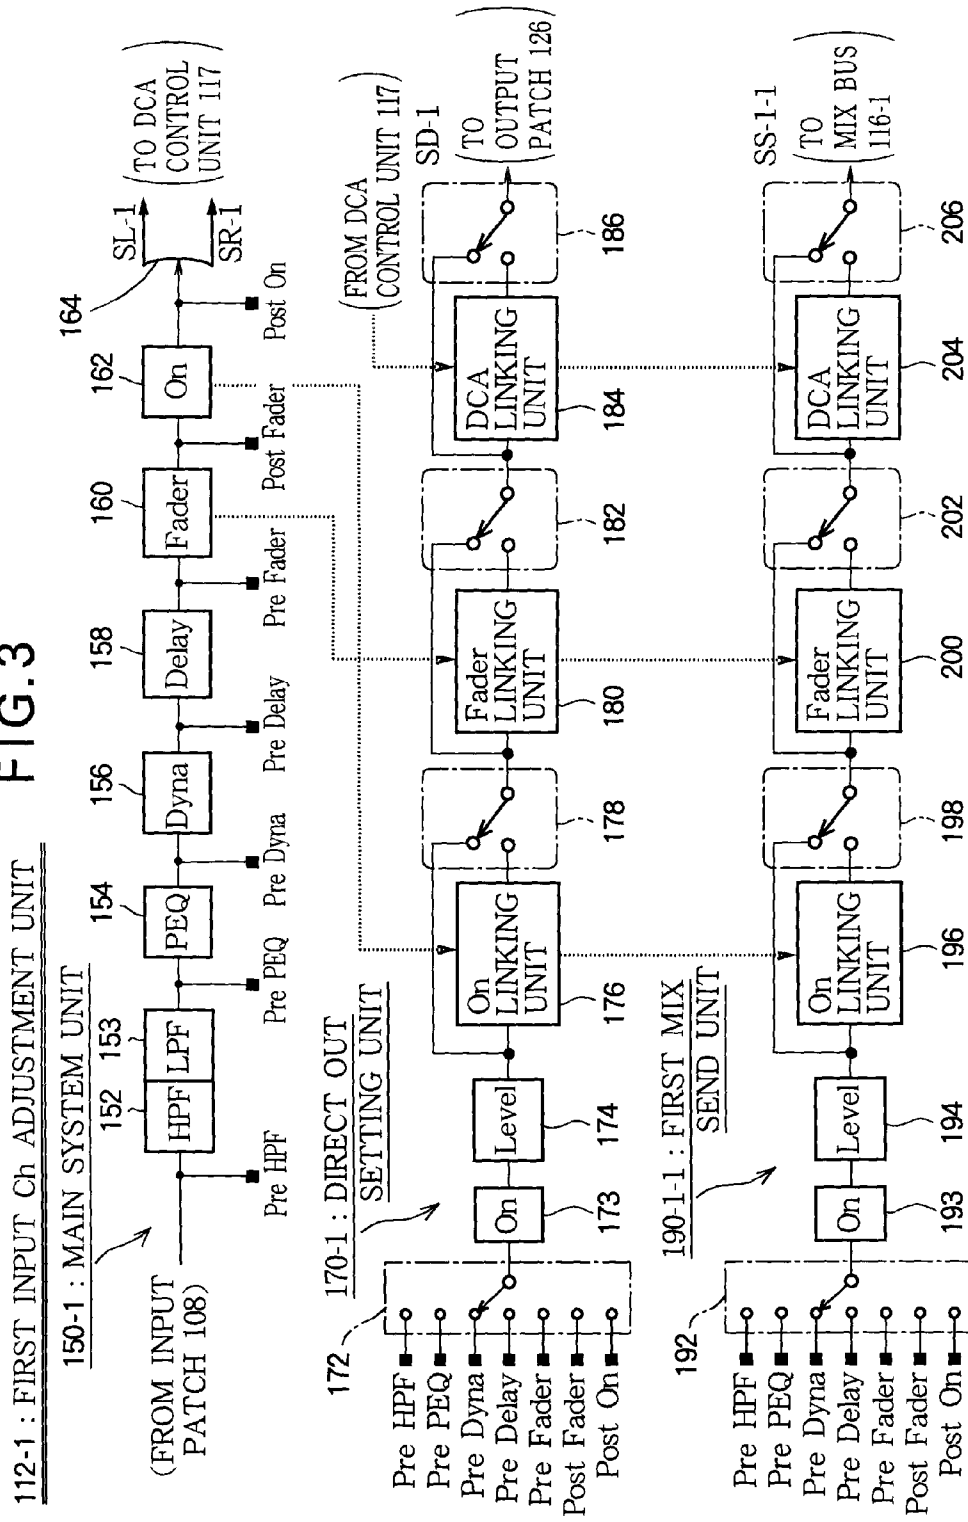 FIG.3
112-1 : FIRST INPUT Ch ADJUSTMENT UNIT
150-1 : MAIN SYSTEM UNIT
(FROM INPUT
PATCH 108)
152
153
154
156
158
160
162
164
HPF
LPF
PEQ
Dyna
Delay
Fader
On
SL-1
SR-1
(TO DCA
CONTROL
UNIT 117)
Pre HPF
Pre PEQ
Pre Dyna
Pre Delay
Pre Fader
Post Fader
Post On
170-1 : DIRECT OUT
SETTING UNIT
(FROM DCA
CONTROL UNIT 117)
172
Pre HPF
Pre PEQ
Pre Dyna
Pre Delay
Pre Fader
Post Fader
Post On
On
173
Level
174
On
LINKING
UNIT
176
178
Fader
LINKING
UNIT
180
182
DCA
LINKING
UNIT
184
186
SD-1
(TO
OUTPUT
PATCH 126)
190-1-1 : FIRST MIX
SEND UNIT
192
Pre HPF
Pre PEQ
Pre Dyna
Pre Delay
Pre Fader
Post Fader
Post On
On
193
Level
194
On
LINKING
UNIT
196
198
Fader
LINKING
UNIT
200
202
DCA
LINKING
UNIT
204
206
SS-1-1
(TO
MIX BUS
116-1)